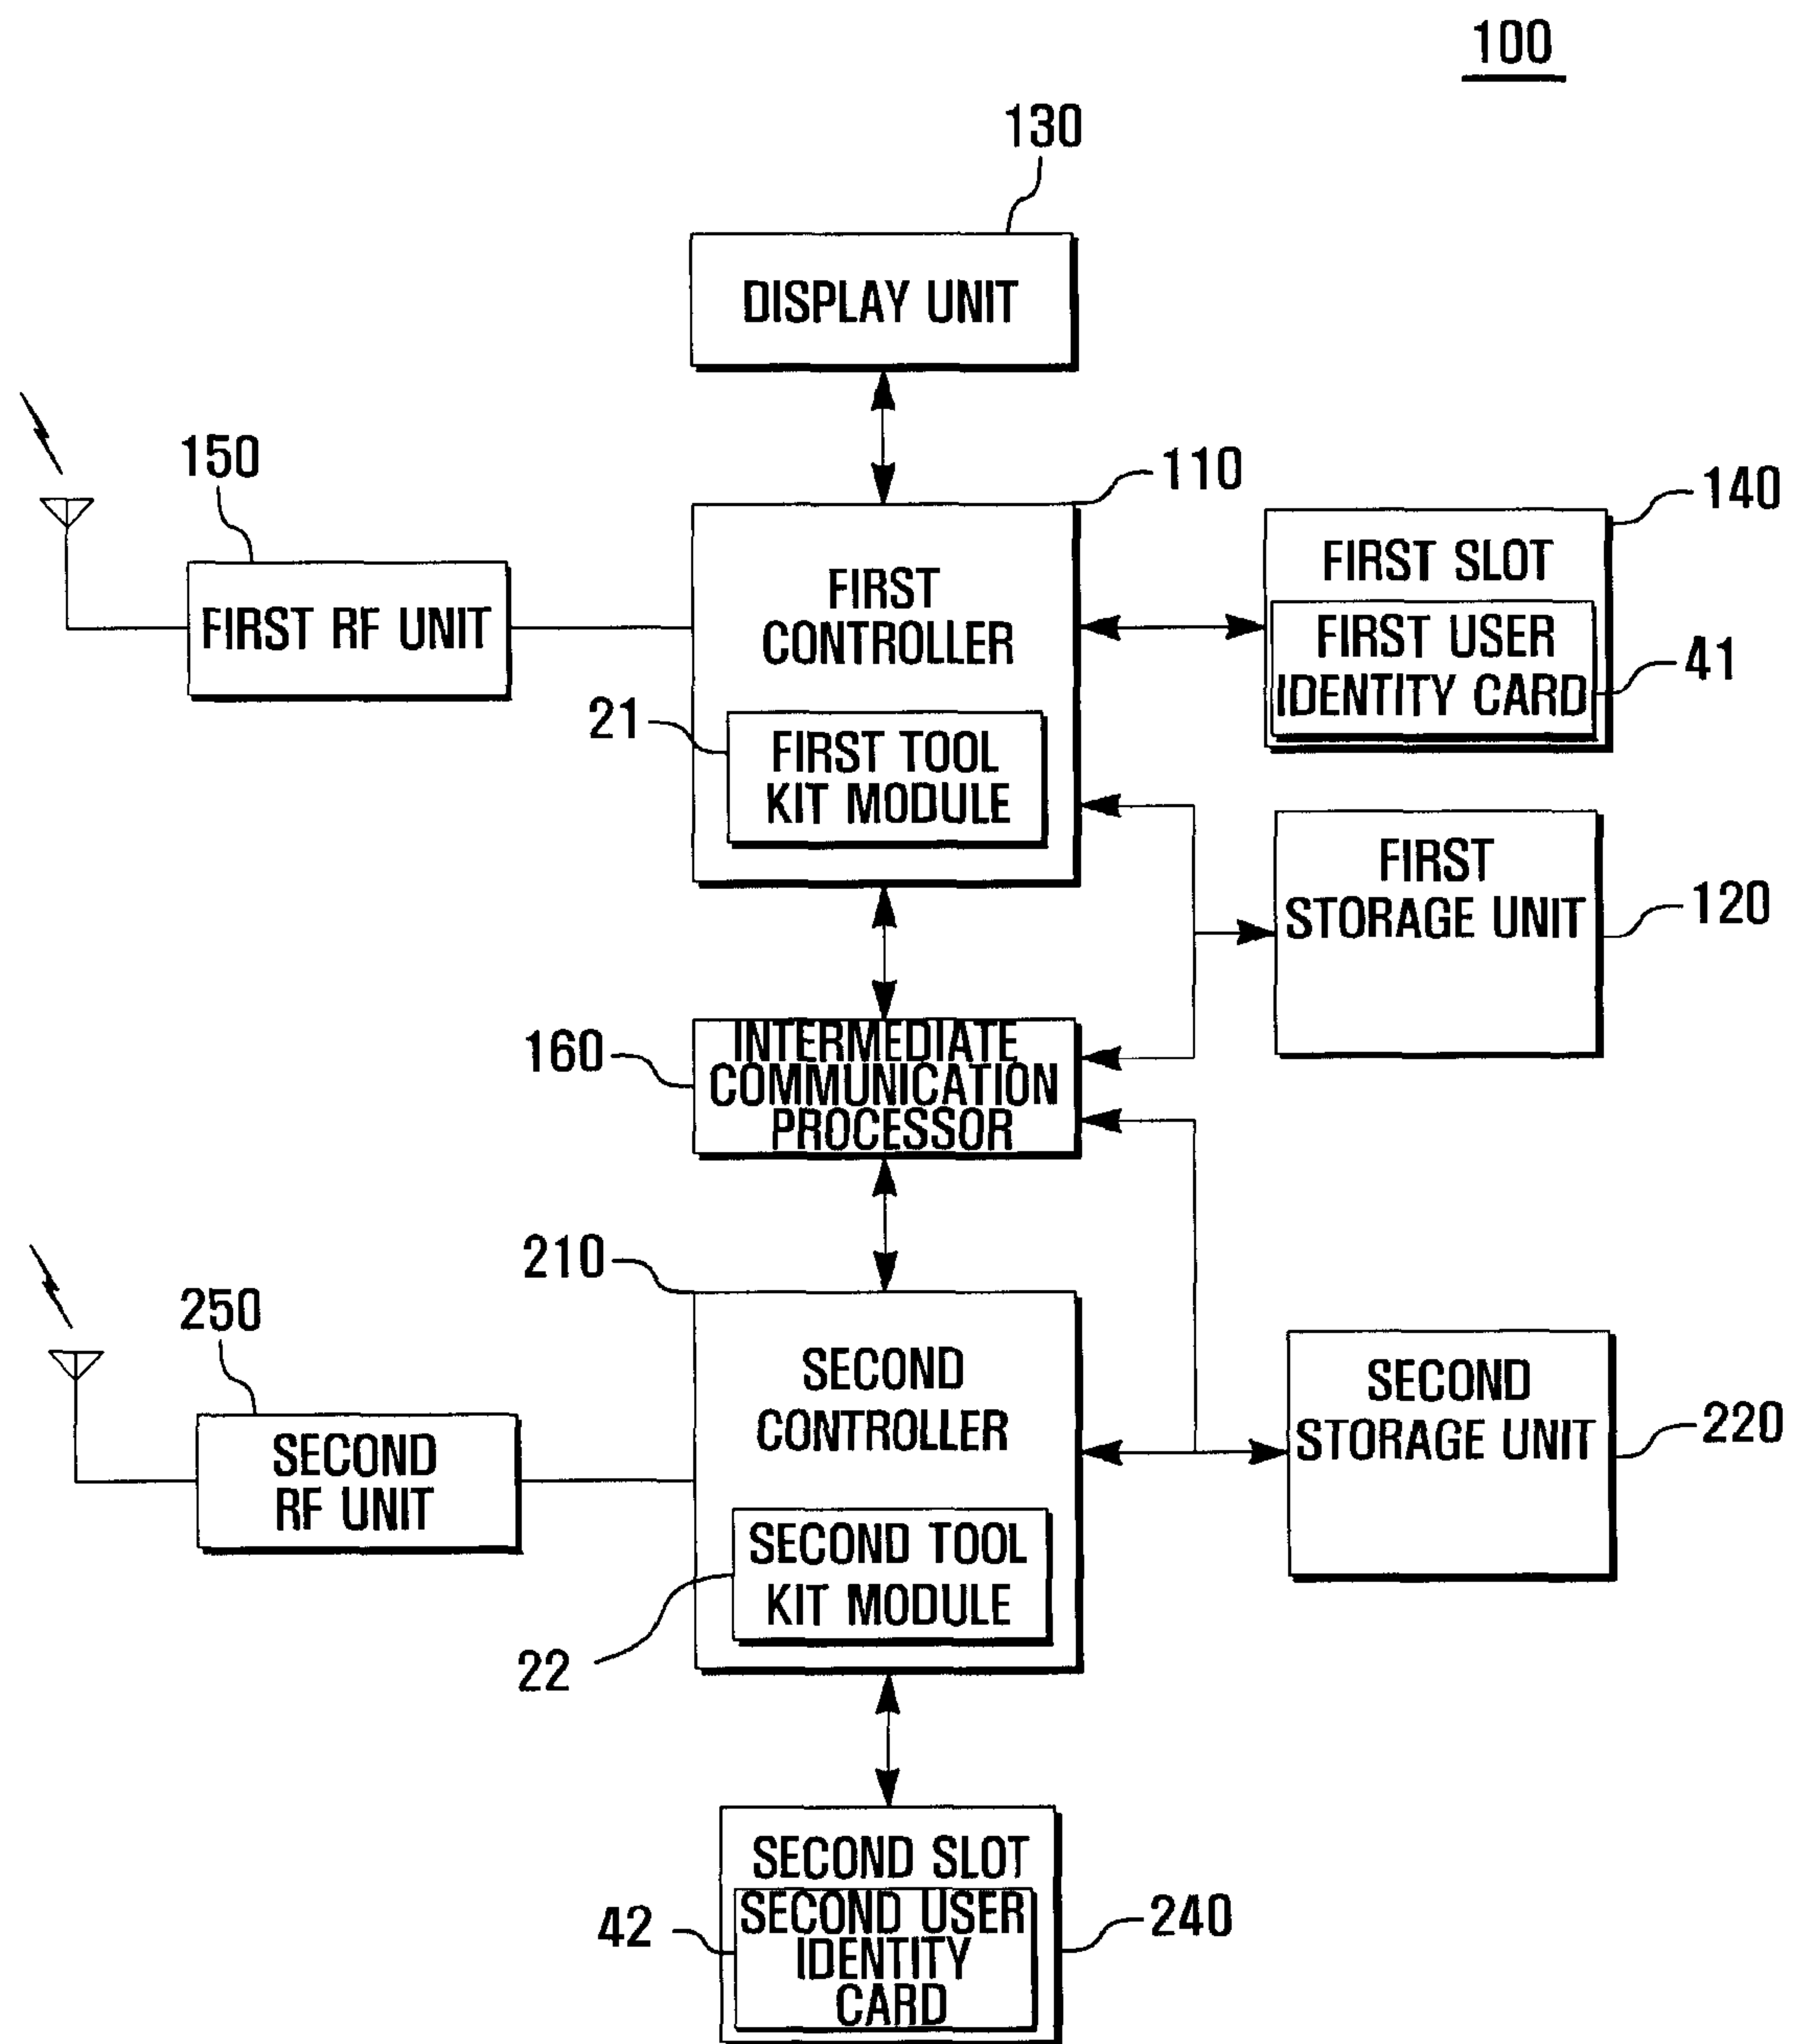 100
130
DISPLAY UNIT
150
110
140
FIRST RF UNIT
FIRST
CONTROLLER
FIRST SLOT
FIRST USER
IDENTITY CARD
41
21
FIRST TOOL
KIT MODULE
FIRST
STORAGE UNIT
120
160
INTERMEDIATE
COMMUNICATION
PROCESSOR
210
250
SECOND
CONTROLLER
SECOND
RF UNIT
SECOND
STORAGE UNIT
220
SECOND TOOL
KIT MODULE
22
SECOND SLOT
42
SECOND USER
IDENTITY
CARD
240